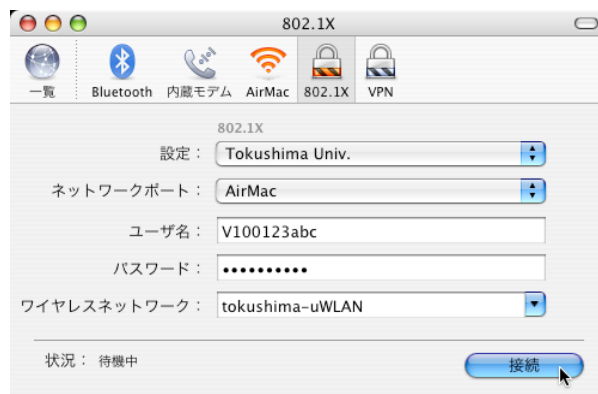 802.1X
一覧 Bluetooth 内蔵モデム AirMac 802.1X VPN
802.1X
設定： Tokushima Univ.
ネットワークポート： AirMac
ユーザ名： V100123abc
パスワード： ••••••••••
ワイヤレスネットワーク： tokushima-uWLAN
状況： 待機中 接続